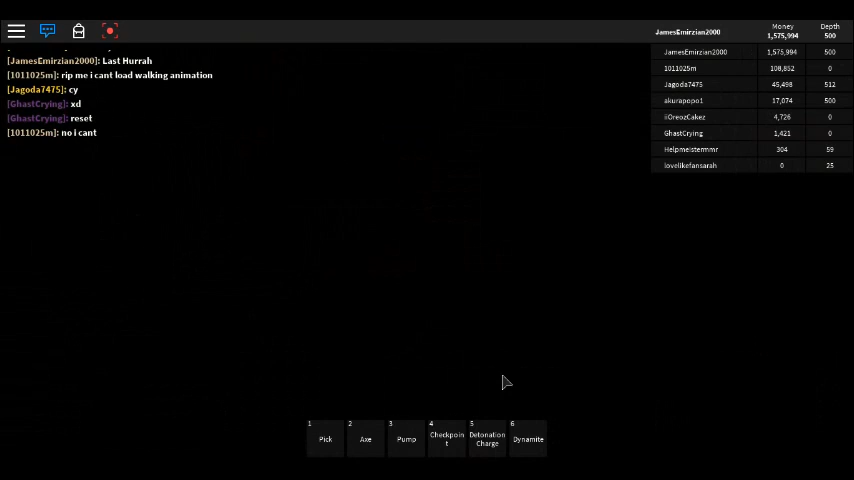 JamesEmirzian2000 Money Depth
1,575,994 500
[JamesEmirzian2000]: Last Hurrah
[1011025m]: rip me i cant load walking animation
[Jagoda7475]: cy
[GhastCrying]: xd
[GhastCrying]: reset
[1011025m]: no i cant
JamesEmirzian2000 1,575,994 500
1011025m 108,852 0
Jagoda7475 45,498 512
akurapopo1 17,074 500
iiOreozCakez 4,726 0
GhastCrying 1,421 0
Helpmeistermmr 304 59
lovelikefansarah 0 25
1 2 3 4 5 6
Pick Axe Pump Checkpoin Detonation Dynamite
t Charge